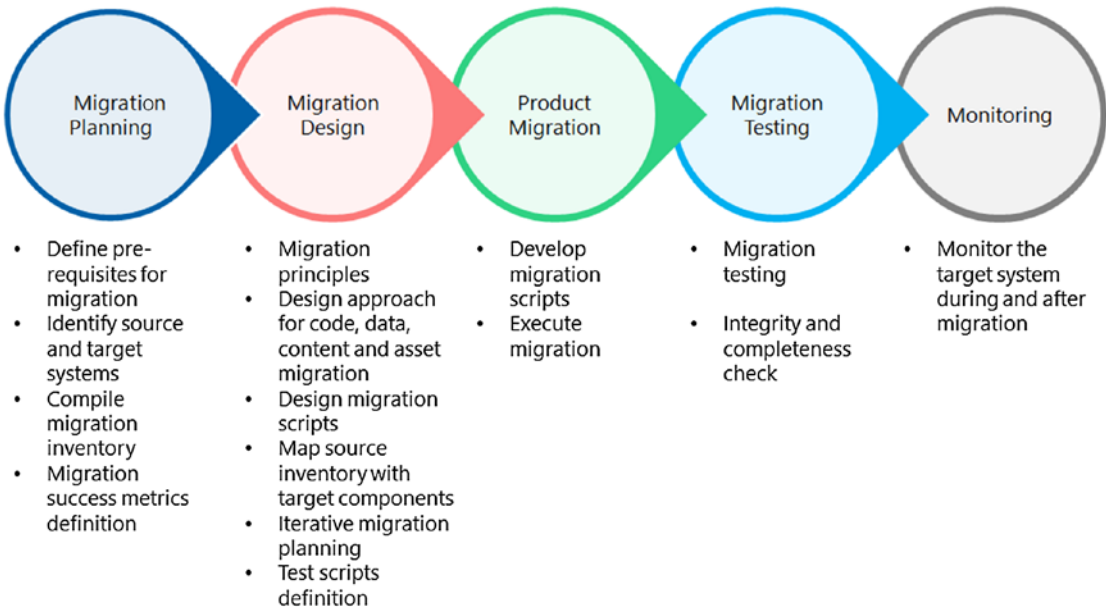 Migration
Planning
Migration
Design
Product
Migration
Migration
Testing
Monitoring
• Define pre-
requisites for
migration
• Identify source
and target
systems
• Compile
migration
inventory
• Migration
success metrics
definition
• Migration
principles
• Design approach
for code, data,
content and asset
migration
• Design migration
scripts
• Map source
inventory with
target components
• Iterative migration
planning
• Test scripts
definition
• Develop
migration
scripts
• Execute
migration
• Migration
testing
• Integrity and
completeness
check
• Monitor the
target system
during and after
migration